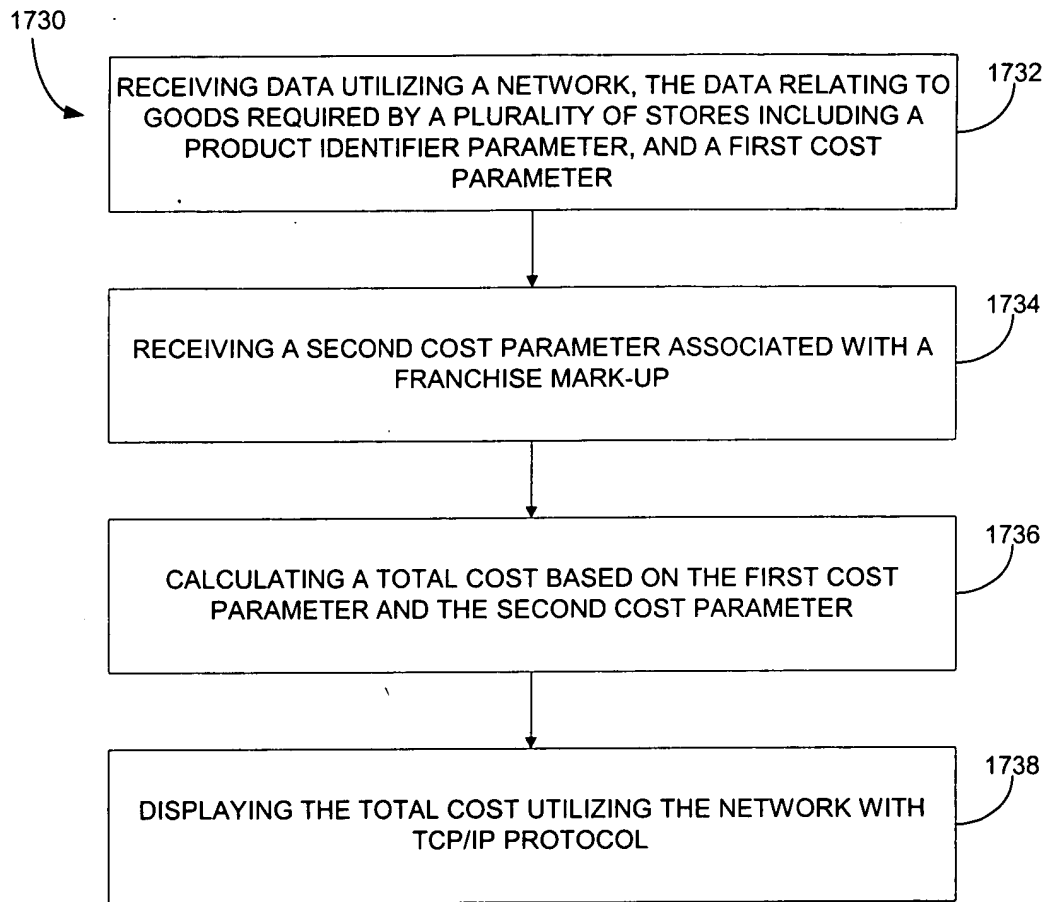 1730
1732
RECEIVING DATA UTILIZING A NETWORK, THE DATA RELATING TO
GOODS REQUIRED BY A PLURALITY OF STORES INCLUDING A
PRODUCT IDENTIFIER PARAMETER, AND A FIRST COST
PARAMETER
1734
RECEIVING A SECOND COST PARAMETER ASSOCIATED WITH A
FRANCHISE MARK-UP
1736
CALCULATING A TOTAL COST BASED ON THE FIRST COST
PARAMETER AND THE SECOND COST PARAMETER
1738
DISPLAYING THE TOTAL COST UTILIZING THE NETWORK WITH
TCP/IP PROTOCOL